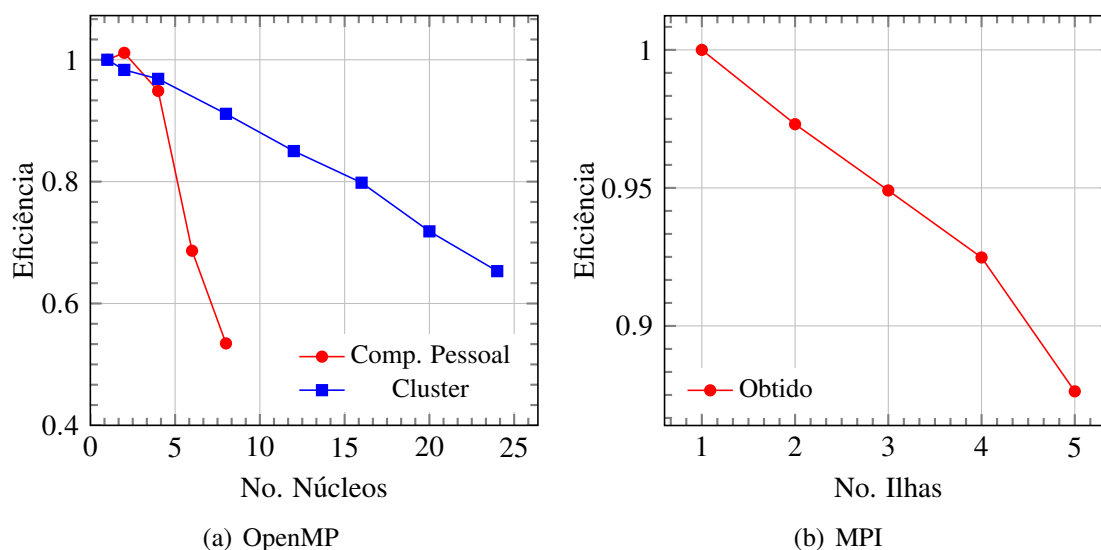 1
0.8
0.6
0.4
Eficiência
0 5 10 15 20 25
No. Núcleos
Comp. Pessoal
Cluster
(a) OpenMP
1
0.95
0.9
Eficiência
1 2 3 4 5
No. Ilhas
Obtido
(b) MPI